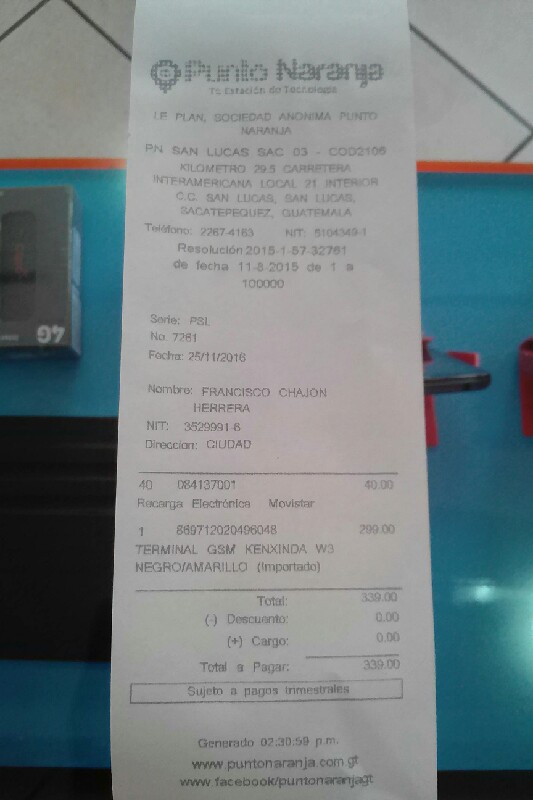 Punto Naranja
Tu Estación de Tecnología
LE PLAN, SOCIEDAD ANONIMA PUNTO
NARANJA
PN SAN LUCAS SAC 03 - COD2106
KILOMETRO 29.5 CARRETERA
INTERAMERICANA LOCAL 21 INTERIOR
C.C. SAN LUCAS, SAN LUCAS,
SACATEPEQUEZ, GUATEMALA
Teléfono: 2267-4163 NIT: 5104349-1
Resolución 2015-1-57-32761
de fecha 11-8-2015 de 1 a
100000
Serie: PSL
No. 7261
Fecha: 25/11/2016
Nombre: FRANCISCO CHAJON
HERRERA
NIT: 3529991-6
Direccion: CIUDAD
40 084137001 40.00
Recarga Electrónica Movistar
1 869712020496048 299.00
TERMINAL GSM KENXINDA W3
NEGRO/AMARILLO (Importado)
Total: 339.00
(-) Descuento: 0.00
(+) Cargo: 0.00
Total a Pagar: 339.00
Sujeto a pagos trimestrales
Generado 02:30:59 p.m.
www.puntonaranja.com.gt
www.facebook/puntonaranjagt
4G